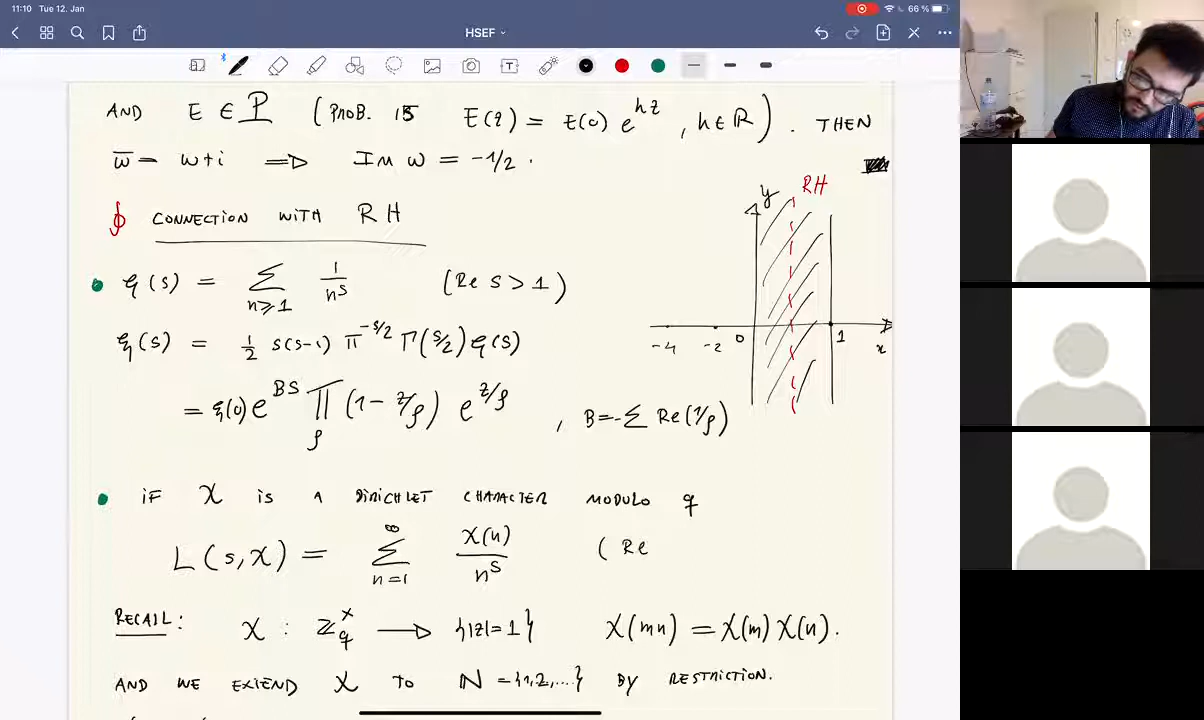 11:10 Tue 12. Jan
66 %
HSEF
AND E ∈ P ( PROB. 15 E(z) = E(0) e^{hz} , h ∈ R ) . THEN
w̄ = w+i ⟹ Im w = -1/2 .
∮ CONNECTION WITH RH
• ζ(s) = Σ_{n≥1} 1/n^s (Re s > 1)
ξ(s) = 1/2 s(s-1) π^{-s/2} Γ(s/2) ζ(s)
= ξ(0) e^{BS} ∏_ρ (1 - z/ρ) e^{z/ρ} , B = -Σ Re(1/ρ)
y RH
-4 -2 0 1 x
• IF χ IS A DIRICHLET CHARACTER MODULO q
L(s,χ) = Σ_{n=1}^{∞} χ(n)/n^s ( Re
RECALL: χ : Z_q^× → {|z|=1} χ(mn) = χ(m) χ(n).
AND WE EXTEND χ TO N = {1,2,....} BY RESTRICTION.